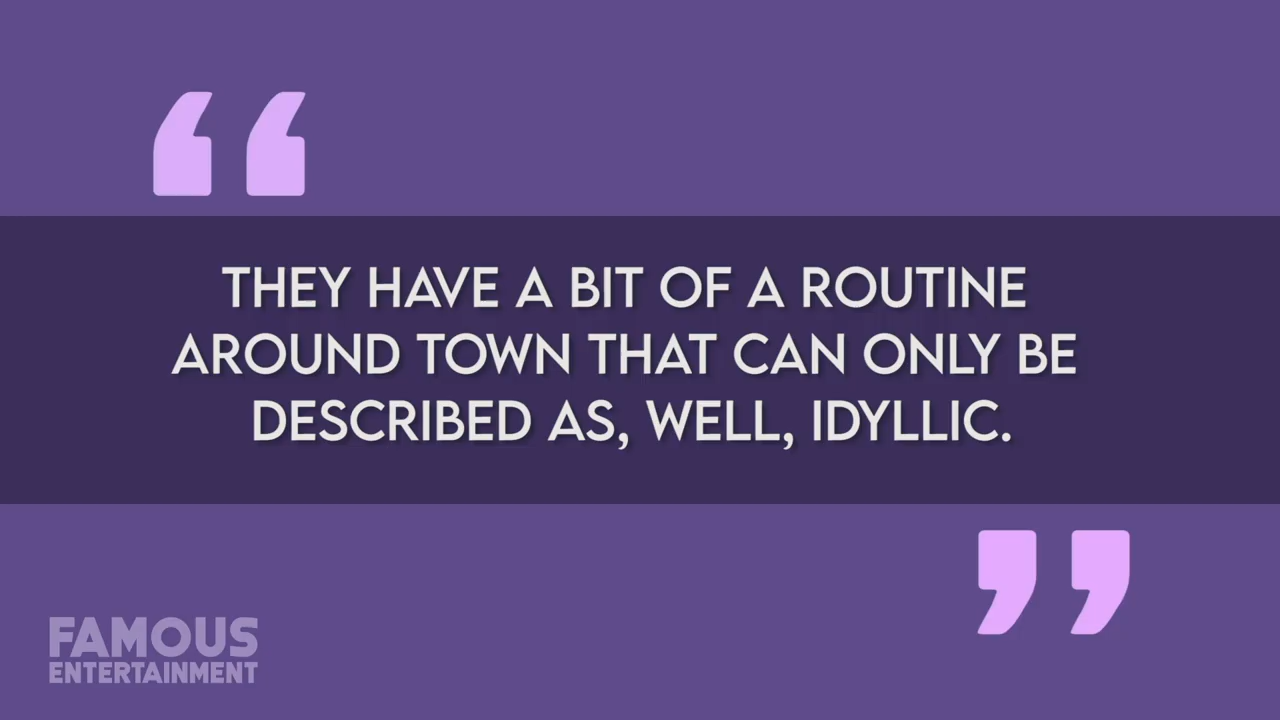 THEY HAVE A BIT OF A ROUTINE
AROUND TOWN THAT CAN ONLY BE
DESCRIBED AS, WELL, IDYLLIC.
FAMOUS
ENTERTAINMENT